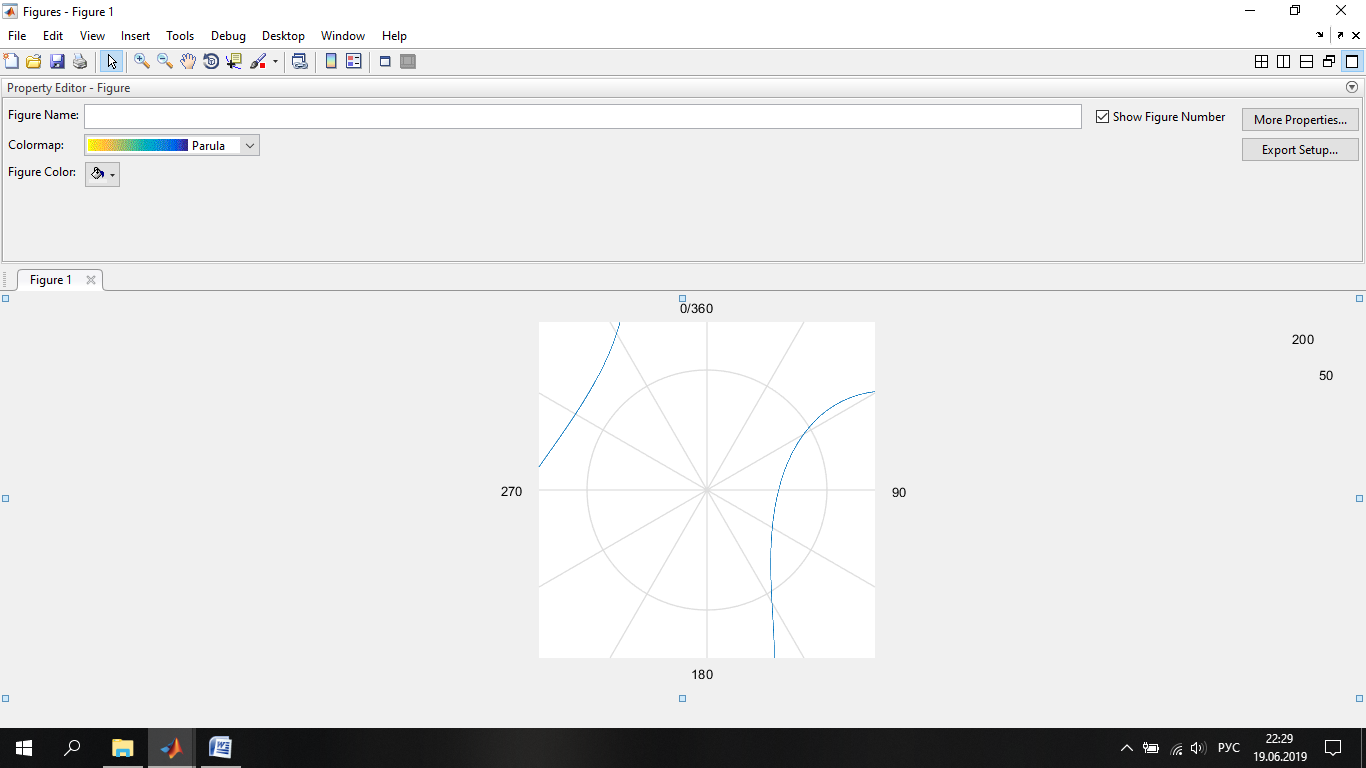 Figures - Figure 1
File Edit View Insert Tools Debug Desktop Window Help
Property Editor - Figure
Figure Name:
Show Figure Number
More Properties...
Colormap:
Parula
Export Setup...
Figure Color:
Figure 1
0/360
200
50
270
90
180
РУС
22:29
19.06.2019